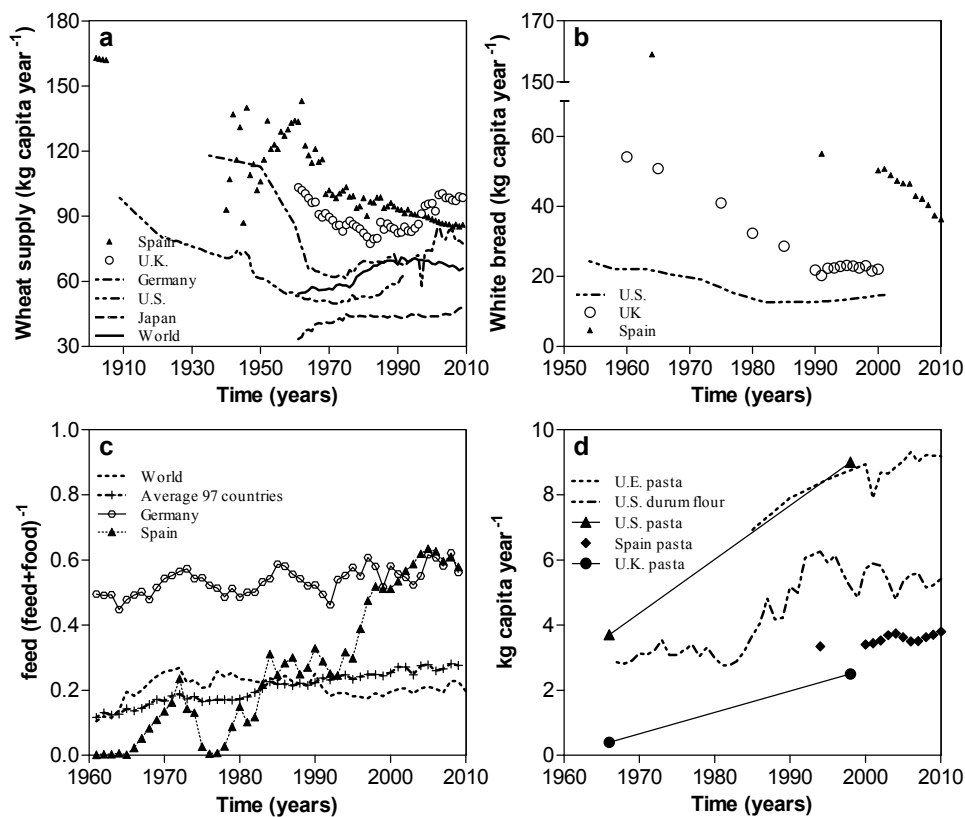 a
Wheat supply (kg capita year -1)
180
150
120
90
60
30
Spain
U.K.
Germany
U.S.
Japan
World
1910 1930 1950 1970 1990 2010
Time (years)
b
White bread (kg capita year -1)
170
150
60
40
20
0
U.S.
UK
Spain
1950 1960 1970 1980 1990 2000 2010
Time (years)
c
feed (feed+food)-1
1.0
0.8
0.6
0.4
0.2
0.0
World
Average 97 countries
Germany
Spain
1960 1970 1980 1990 2000 2010
Time (years)
d
kg capita year -1
10
8
6
4
2
0
U.E. pasta
U.S. durum flour
U.S. pasta
Spain pasta
U.K. pasta
1960 1970 1980 1990 2000 2010
Time (years)